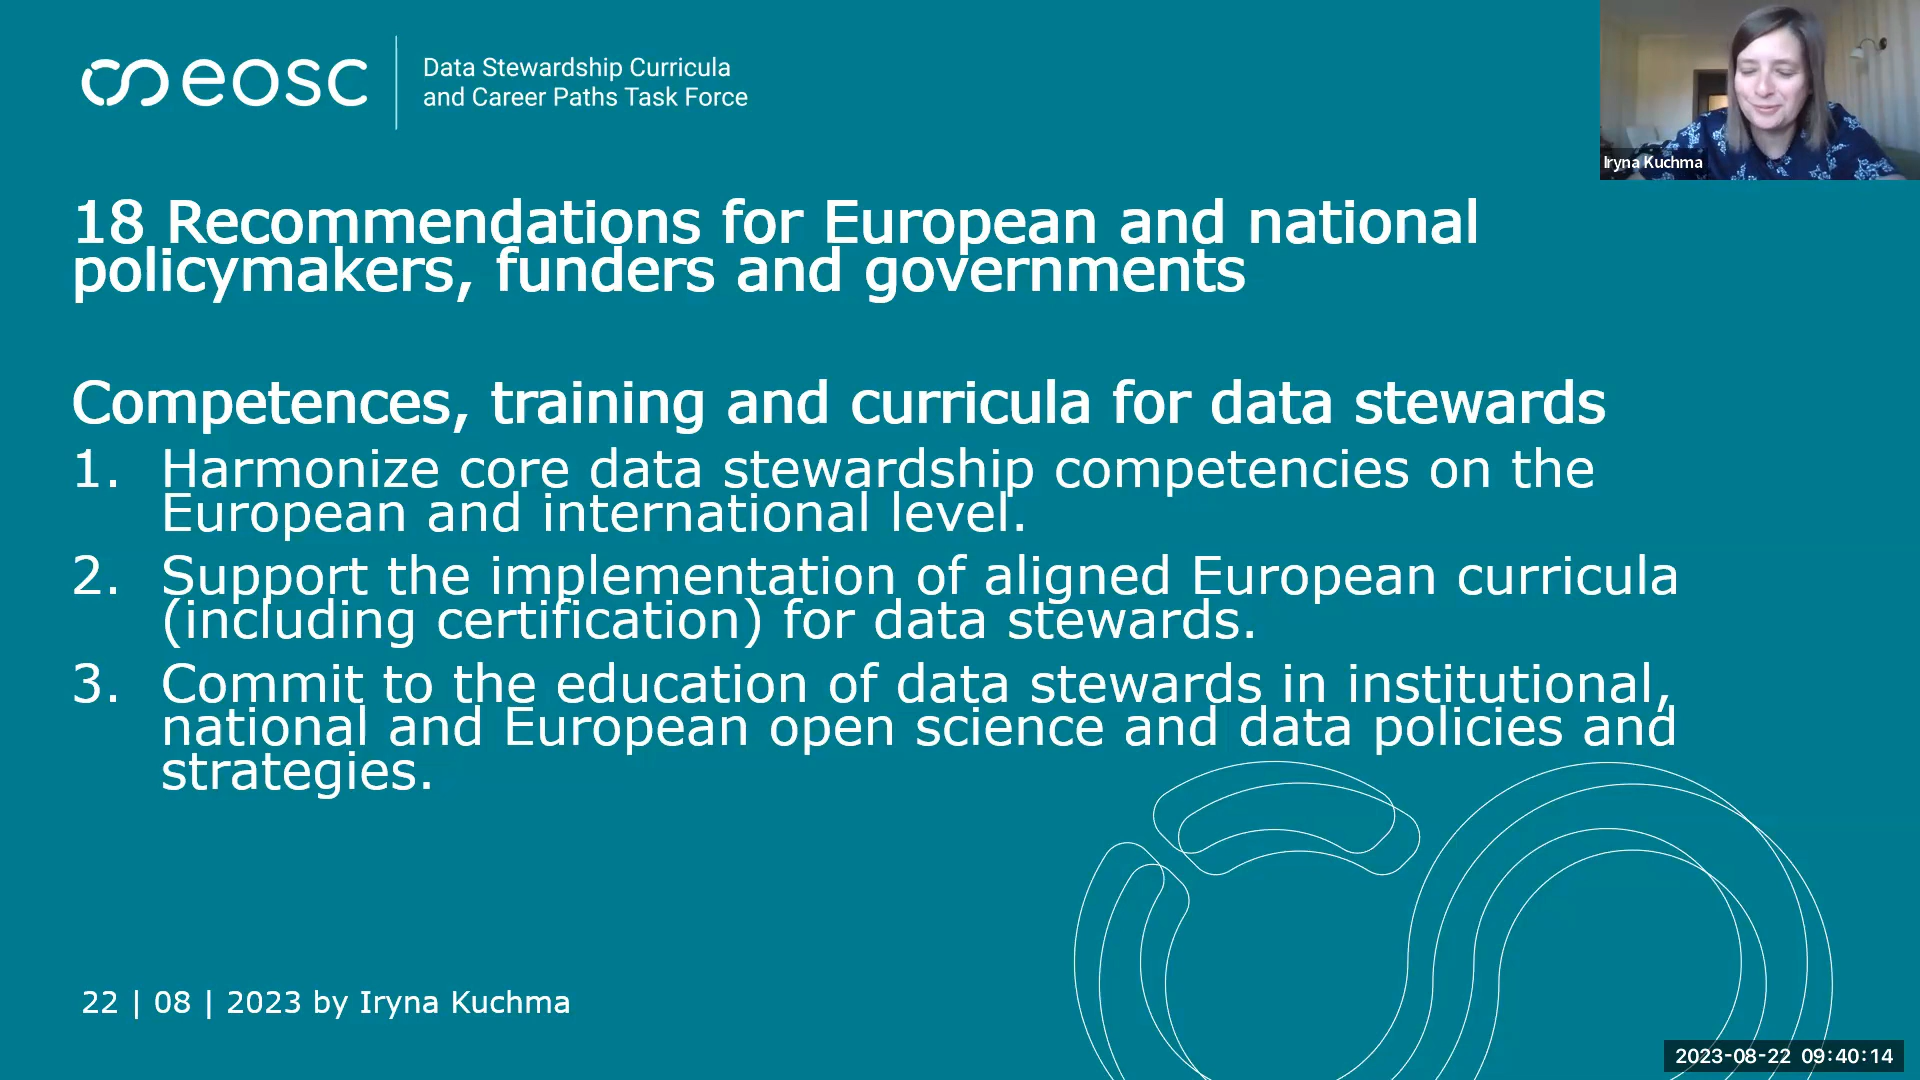 eosc
Data Stewardship Curricula
and Career Paths Task Force
Iryna Kuchma
18 Recommendations for European and national
policymakers, funders and governments
Competences, training and curricula for data stewards
1. Harmonize core data stewardship competencies on the
European and international level.
2. Support the implementation of aligned European curricula
(including certification) for data stewards.
3. Commit to the education of data stewards in institutional,
national and European open science and data policies and
strategies.
22 | 08 | 2023 by Iryna Kuchma
2023-08-22 09:40:14